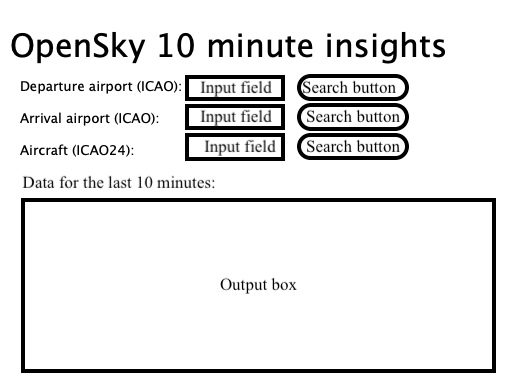 OpenSky 10 minute insights
Departure airport (ICAO): Input field Search button
Arrival airport (ICAO): Input field Search button
Aircraft (ICAO24): Input field Search button
Data for the last 10 minutes:
Output box